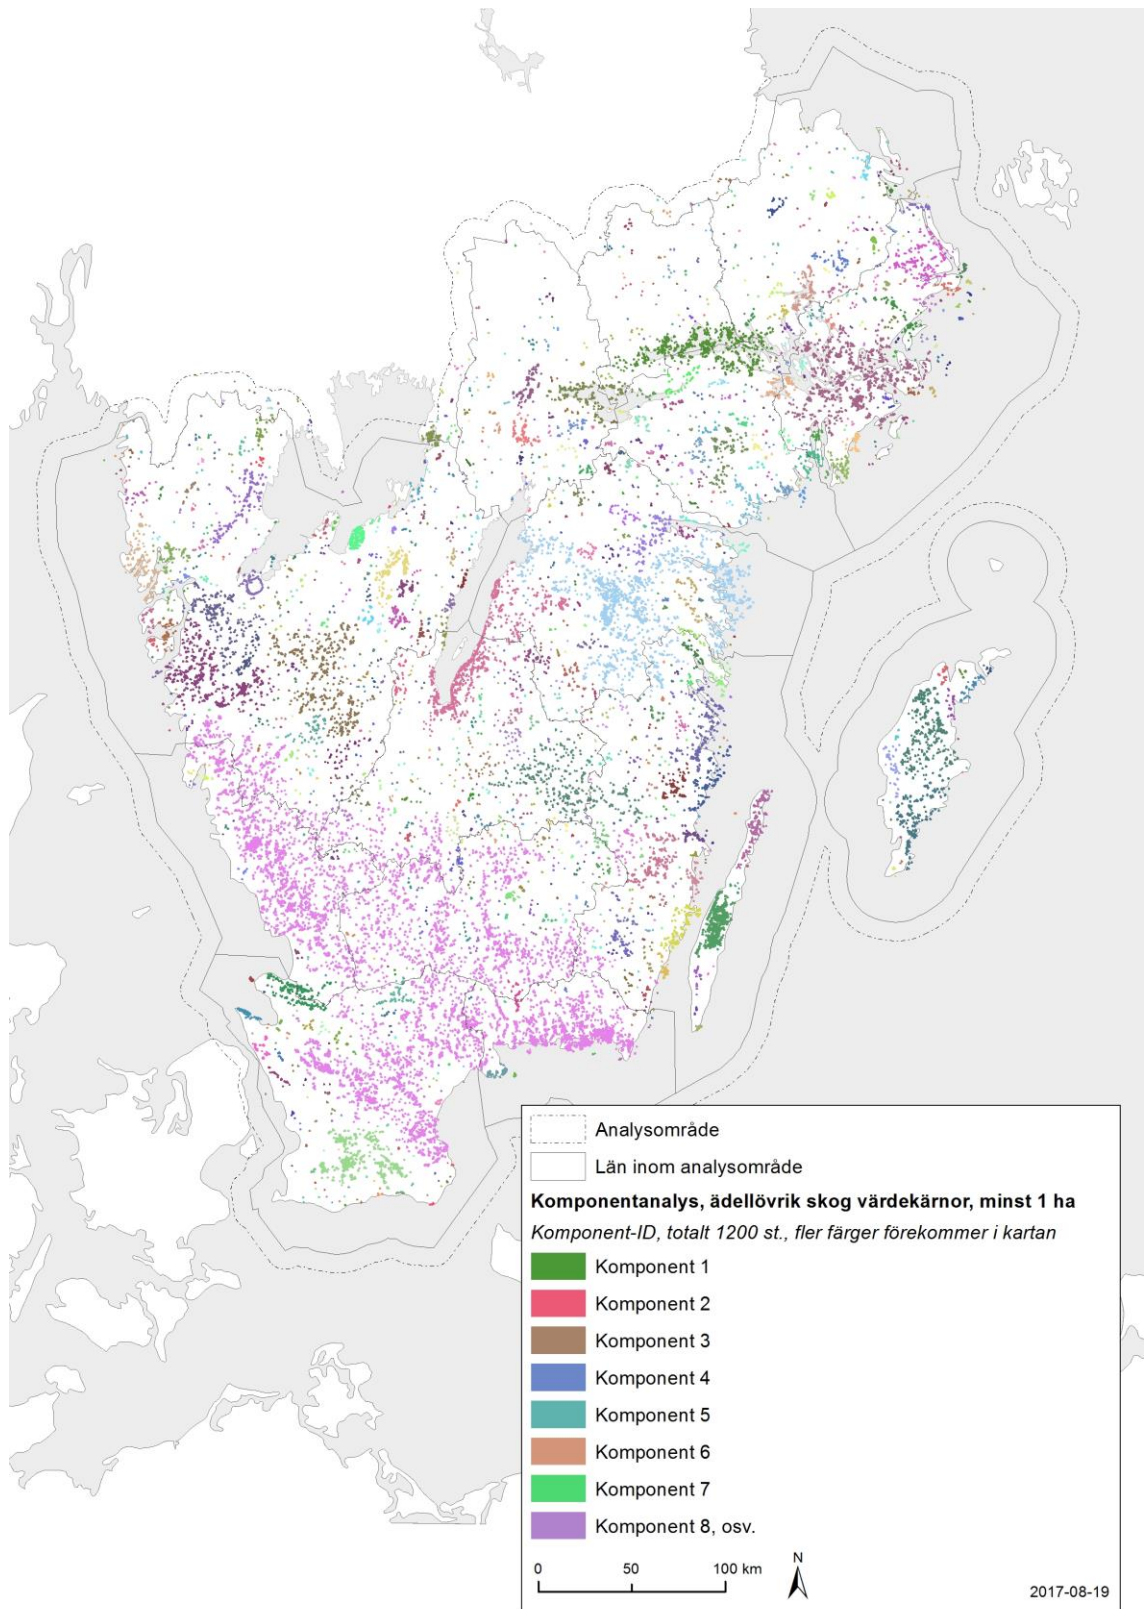 Analysområde
Län inom analysområde
Komponentanalys, ädellövrik skog värdekärnor, minst 1 ha
Komponent-ID, totalt 1200 st., fler färger förekommer i kartan
Komponent 1
Komponent 2
Komponent 3
Komponent 4
Komponent 5
Komponent 6
Komponent 7
Komponent 8, osv.
0 50 100 km
N
2017-08-19